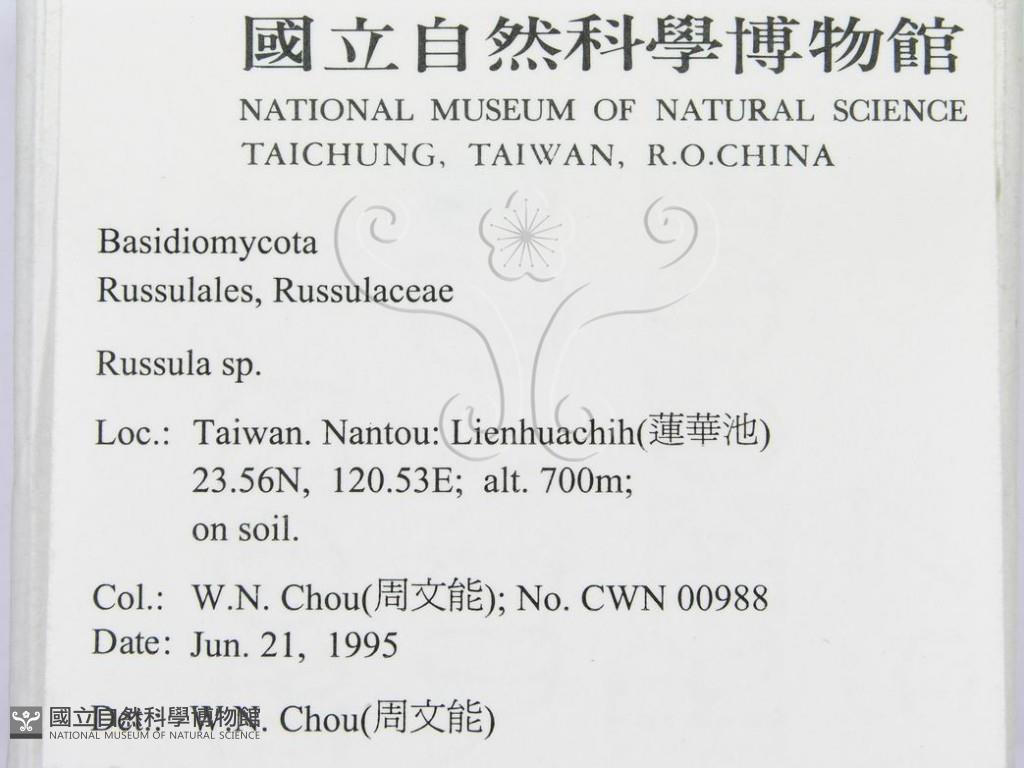 國立自然科學博物館
NATIONAL MUSEUM OF NATURAL SCIENCE
TAICHUNG, TAIWAN, R.O.CHINA
Basidiomycota
Russulales, Russulaceae
Russula sp.
Loc.: Taiwan. Nantou: Lienhuachih(蓮華池)
23.56N, 120.53E; alt. 700m;
on soil.
Col.: W.N. Chou(周文能); No. CWN 00988
Date: Jun. 21, 1995
Det.: W.N. Chou(周文能)
國立自然科學博物館
NATIONAL MUSEUM OF NATURAL SCIENCE